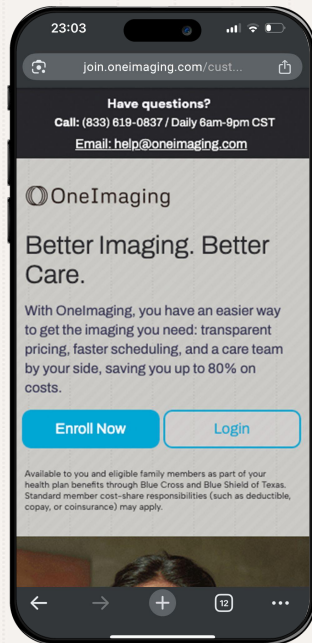 23:03
join.oneimaging.com/cust...
Have questions?
Call: (833) 619-0837 / Daily 6am-9pm CST
Email: help@oneimaging.com
OneImaging
Better Imaging. Better
Care.
With OneImaging, you have an easier way
to get the imaging you need: transparent
pricing, faster scheduling, and a care team
by your side, saving you up to 80% on
costs.
Enroll Now Login
Available to you and eligible family members as part of your
health plan benefits through Blue Cross and Blue Shield of Texas.
Standard member cost-share responsibilities (such as deductible,
copay, or coinsurance) may apply.
12